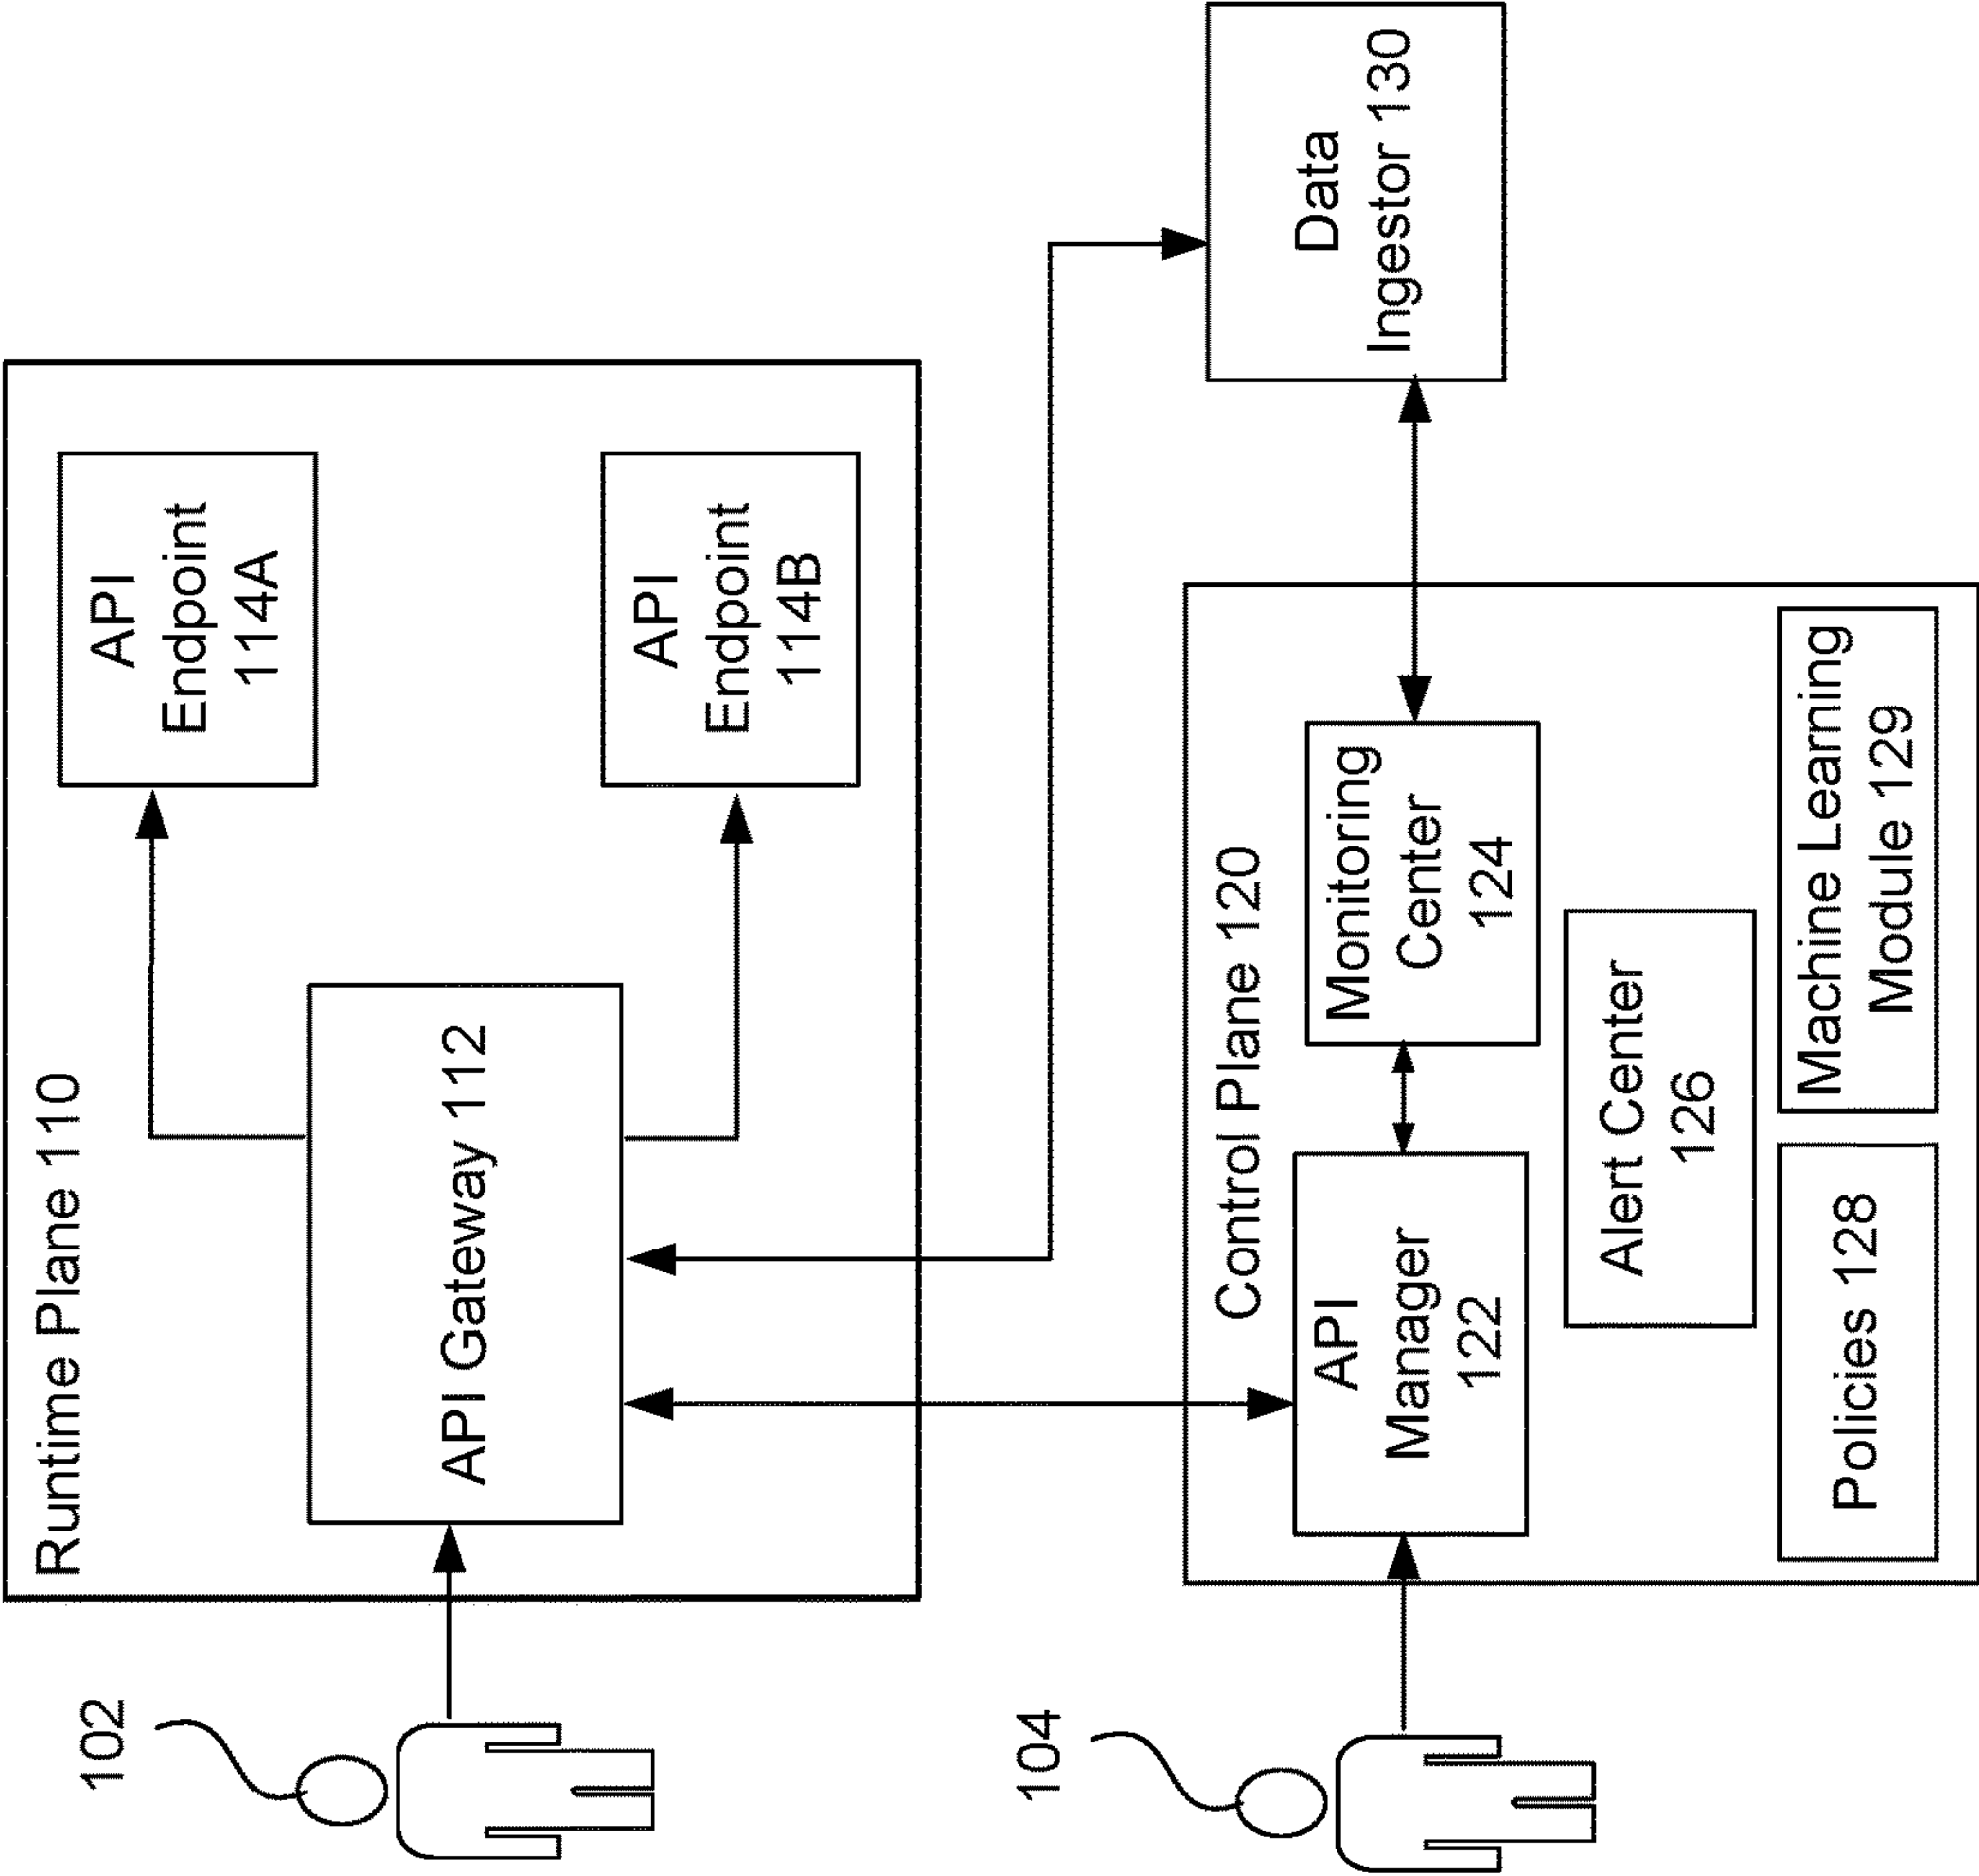 102
Runtime Plane 110
API Gateway 112
API
Endpoint
114A
API
Endpoint
114B
104
Control Plane 120
API
Manager
122
Monitoring
Center
124
Alert Center
126
Policies 128
Machine Learning
Module 129
Data
Ingestor 130